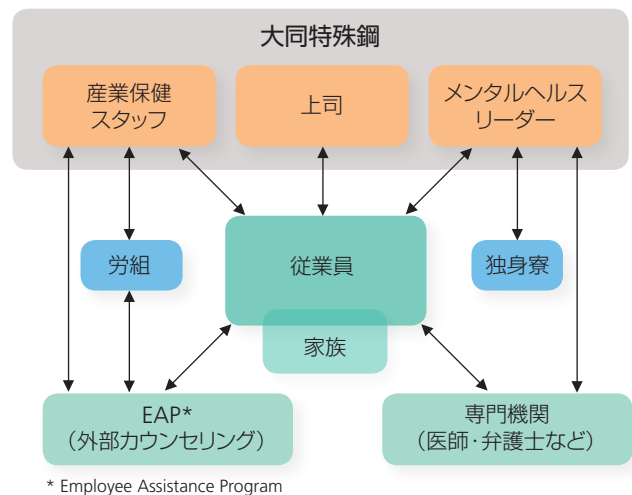 大同特殊鋼
産業保健
スタッフ
上司
メンタルヘルス
リーダー
労組
従業員
独身寮
家族
EAP*
（外部カウンセリング）
専門機関
（医師・弁護士など）
* Employee Assistance Program